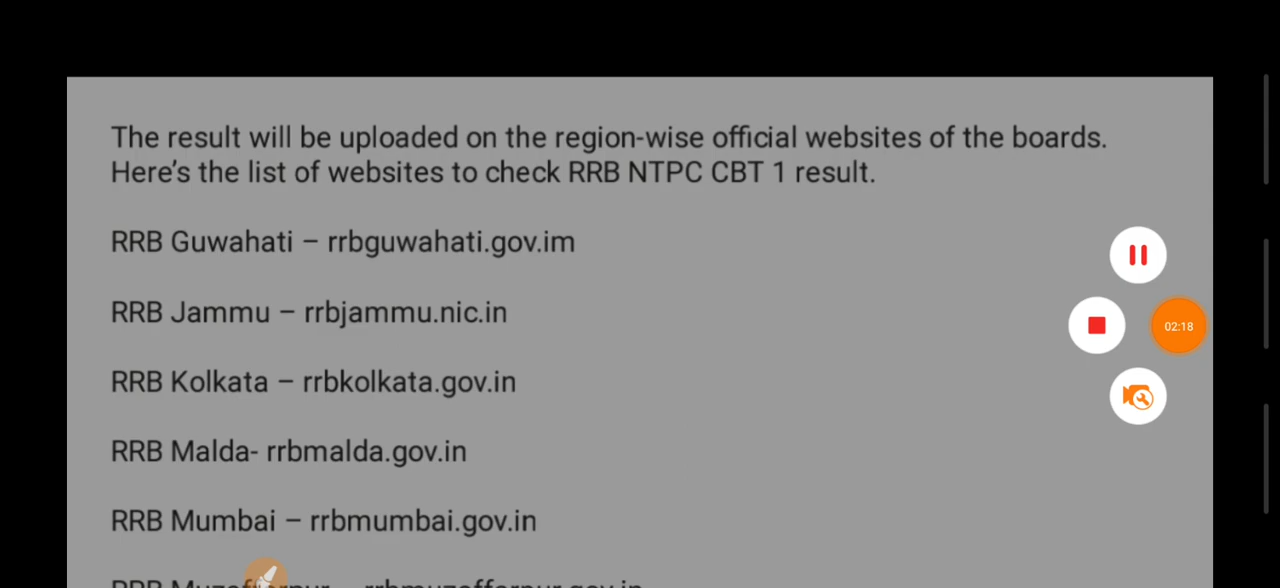 The result will be uploaded on the region-wise official websites of the boards.
Here’s the list of websites to check RRB NTPC CBT 1 result.
RRB Guwahati – rrbguwahati.gov.im
RRB Jammu – rrbjammu.nic.in
02:18
RRB Kolkata – rrbkolkata.gov.in
RRB Malda- rrbmalda.gov.in
RRB Mumbai – rrbmumbai.gov.in